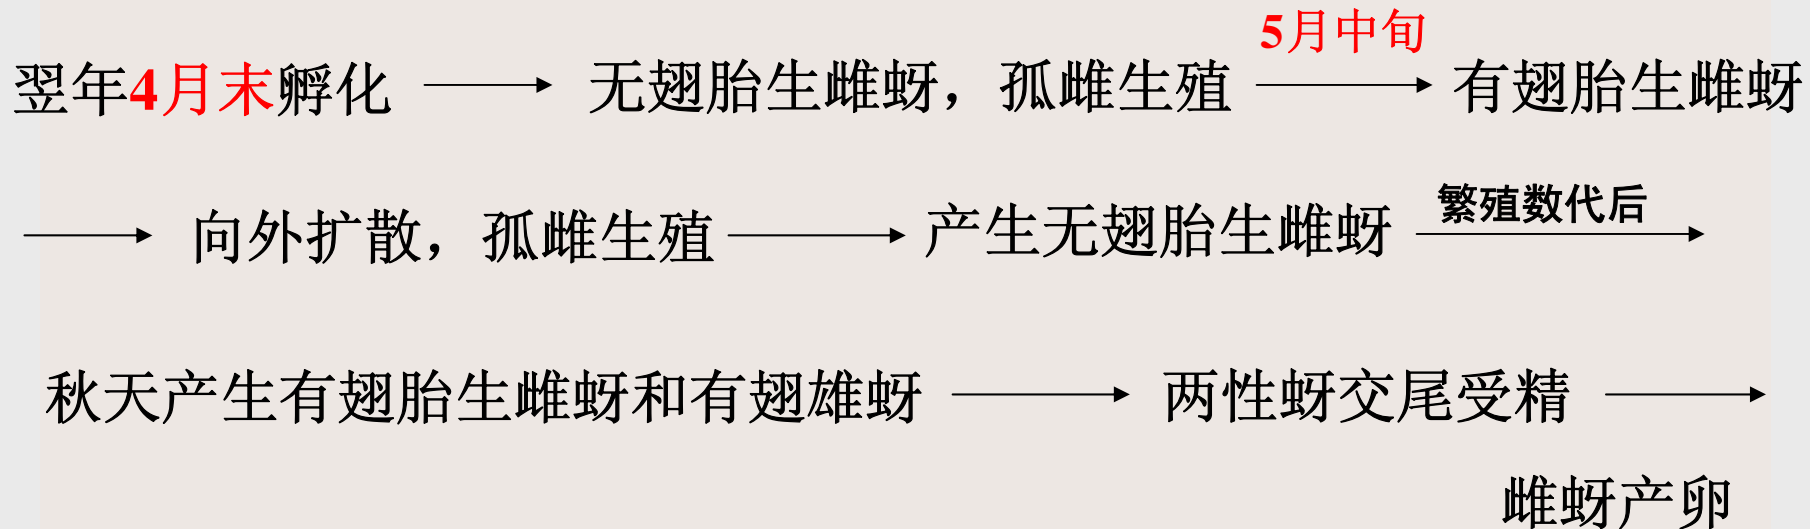 5月中旬
翌年4月末孵化 无翅胎生雌蚜，孤雌生殖 有翅胎生雌蚜
繁殖数代后
向外扩散，孤雌生殖 产生无翅胎生雌蚜
秋天产生有翅胎生雌蚜和有翅雄蚜 两性蚜交尾受精
雌蚜产卵